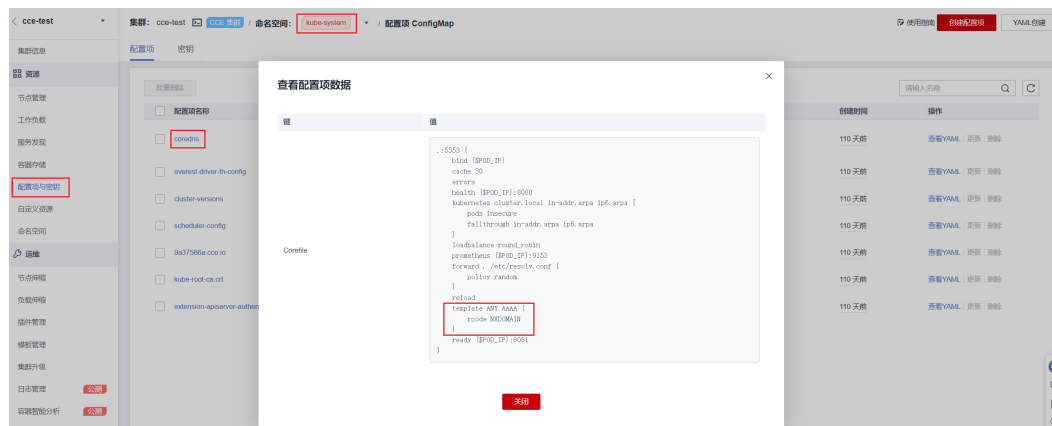 cce-test
集群： cce-test CCE 集群 / 命名空间： kube-system / 配置项 ConfigMap
使用指南
创建配置项
YAML创建
集群信息
资源
节点管理
工作负载
服务发现
容器存储
配置项与密钥
自定义资源
命名空间
运维
节点伸缩
负载伸缩
插件管理
模板管理
集群升级
日志管理 公测
容器智能分析 公测
配置项 密钥
批量删除
请输入名称
配置项名称 创建时间 操作
coredns 110 天前 查看YAML 更新 删除
everest-driver-th-config 110 天前 查看YAML 更新 删除
cluster-versions 110 天前 查看YAML 更新 删除
scheduler-config 110 天前 查看YAML 更新 删除
9a37566a.cce.io 110 天前 查看YAML 更新 删除
kube-root-ca.crt 110 天前 查看YAML 更新 删除
extension-apiserver-authen 110 天前 查看YAML 更新 删除
查看配置项数据
键 值
Corefile
.:5353 {
bind {$POD_IP}
cache 30
errors
health {$POD_IP}:8080
kubernetes cluster.local in-addr.arpa ip6.arpa {
pods insecure
fallthrough in-addr.arpa ip6.arpa
}
loadbalance round_robin
prometheus {$POD_IP}:9153
forward . /etc/resolv.conf {
policy random
}
reload
template ANY AAAA {
rcode NXDOMAIN
}
ready {$POD_IP}:8081
}
关闭